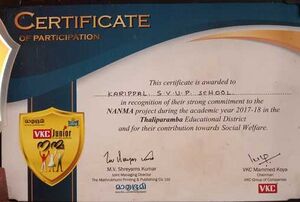 CERTIFICATE
OF PARTICIPATION
This certificate is awarded to
KARIPPAL S.V.U.P. SCHOOL
in recognition of their strong commitment to the
NANMA project during the academic year 2017-18 in the
Thaliparamba Educational District
and for their contribution towards Social Welfare.
മാതൃഭൂമി
VKC Junior
നന്മ
M.V. Shreyams Kumar
Joint Managing Director
The Mathrubhumi Printing & Publishing Co Ltd
മാതൃഭൂമി
VKC Mammed Koya
Chairman
VKC Group of Companies
VKC